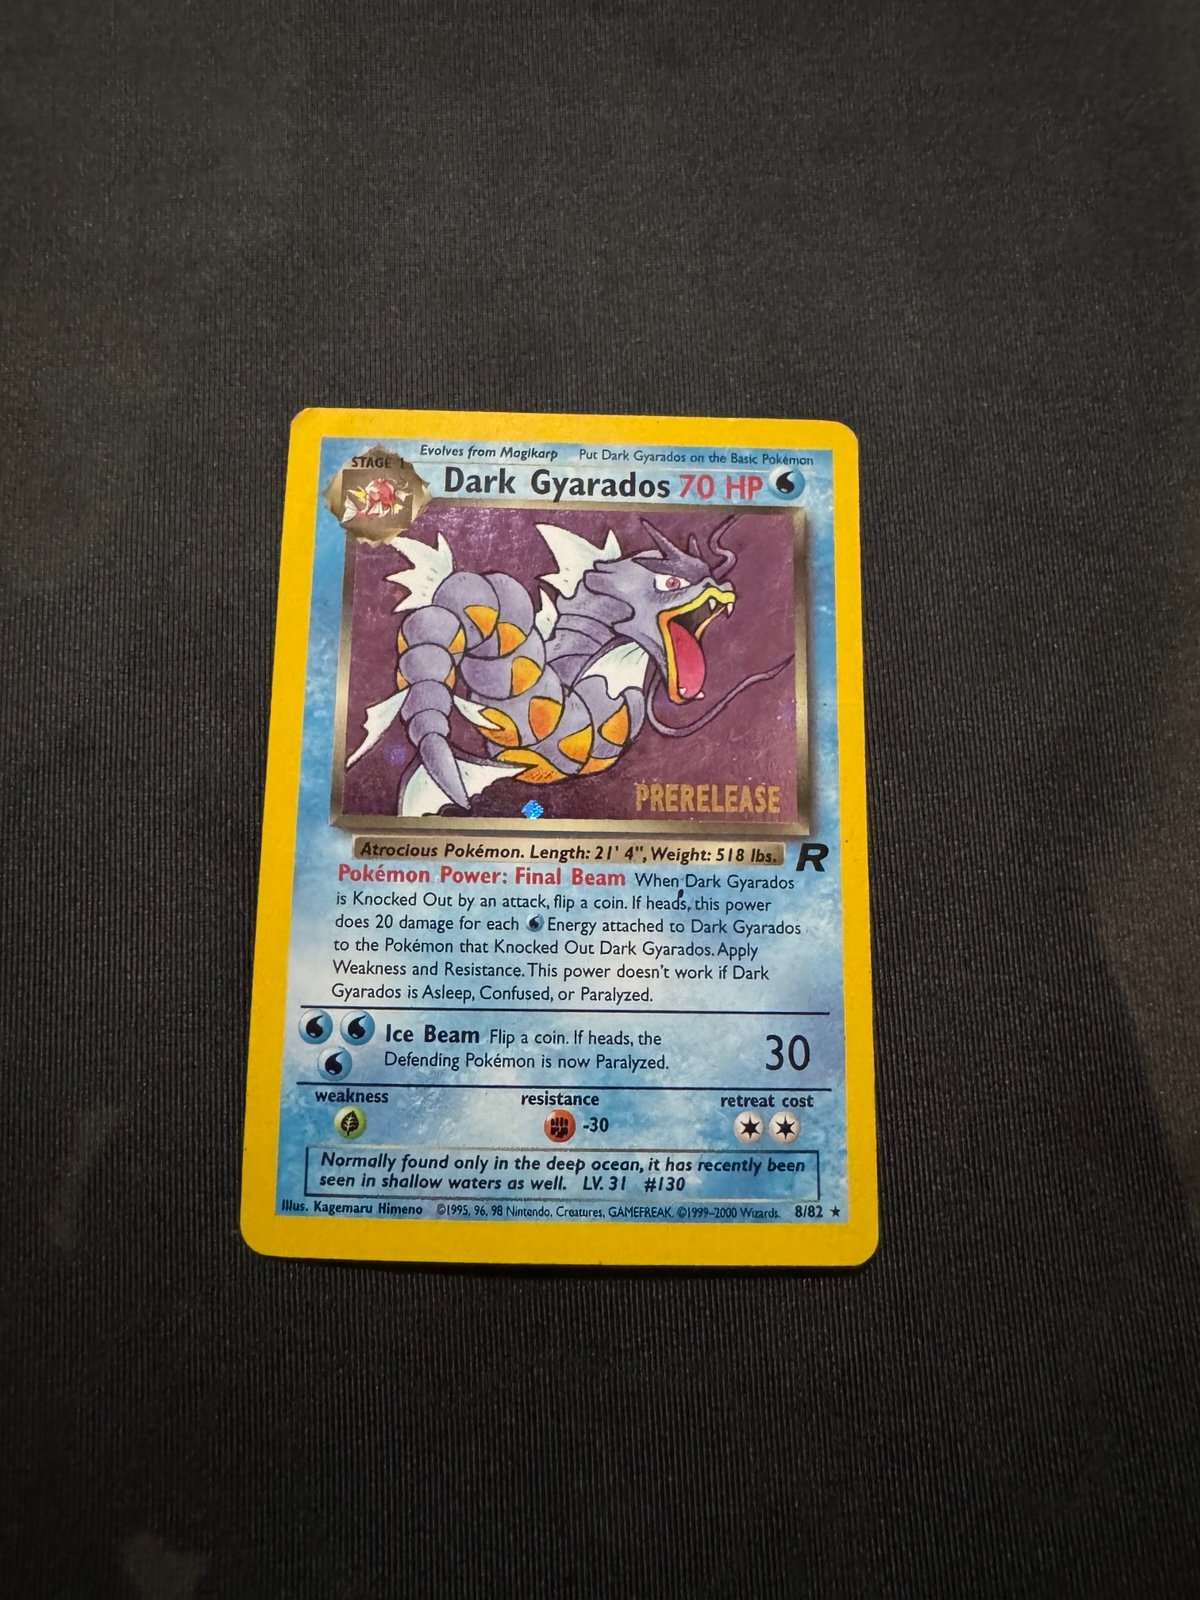 Evolves from Magikarp Put Dark Gyarados on the Basic Pokémon
STAGE 1
Dark Gyarados 70 HP
PRERELEASE
Atrocious Pokémon. Length: 21' 4", Weight: 518 lbs.
R
Pokémon Power: Final Beam When Dark Gyarados
is Knocked Out by an attack, flip a coin. If heads, this power
does 20 damage for each Energy attached to Dark Gyarados
to the Pokémon that Knocked Out Dark Gyarados. Apply
Weakness and Resistance. This power doesn't work if Dark
Gyarados is Asleep, Confused, or Paralyzed.
Ice Beam Flip a coin. If heads, the
Defending Pokémon is now Paralyzed.
30
weakness resistance retreat cost
-30
Normally found only in the deep ocean, it has recently been
seen in shallow waters as well. LV. 31 #130
Illus. Kagemaru Himeno ©1995, 96, 98 Nintendo, Creatures, GAMEFREAK. ©1999-2000 Wizards. 8/82 ★